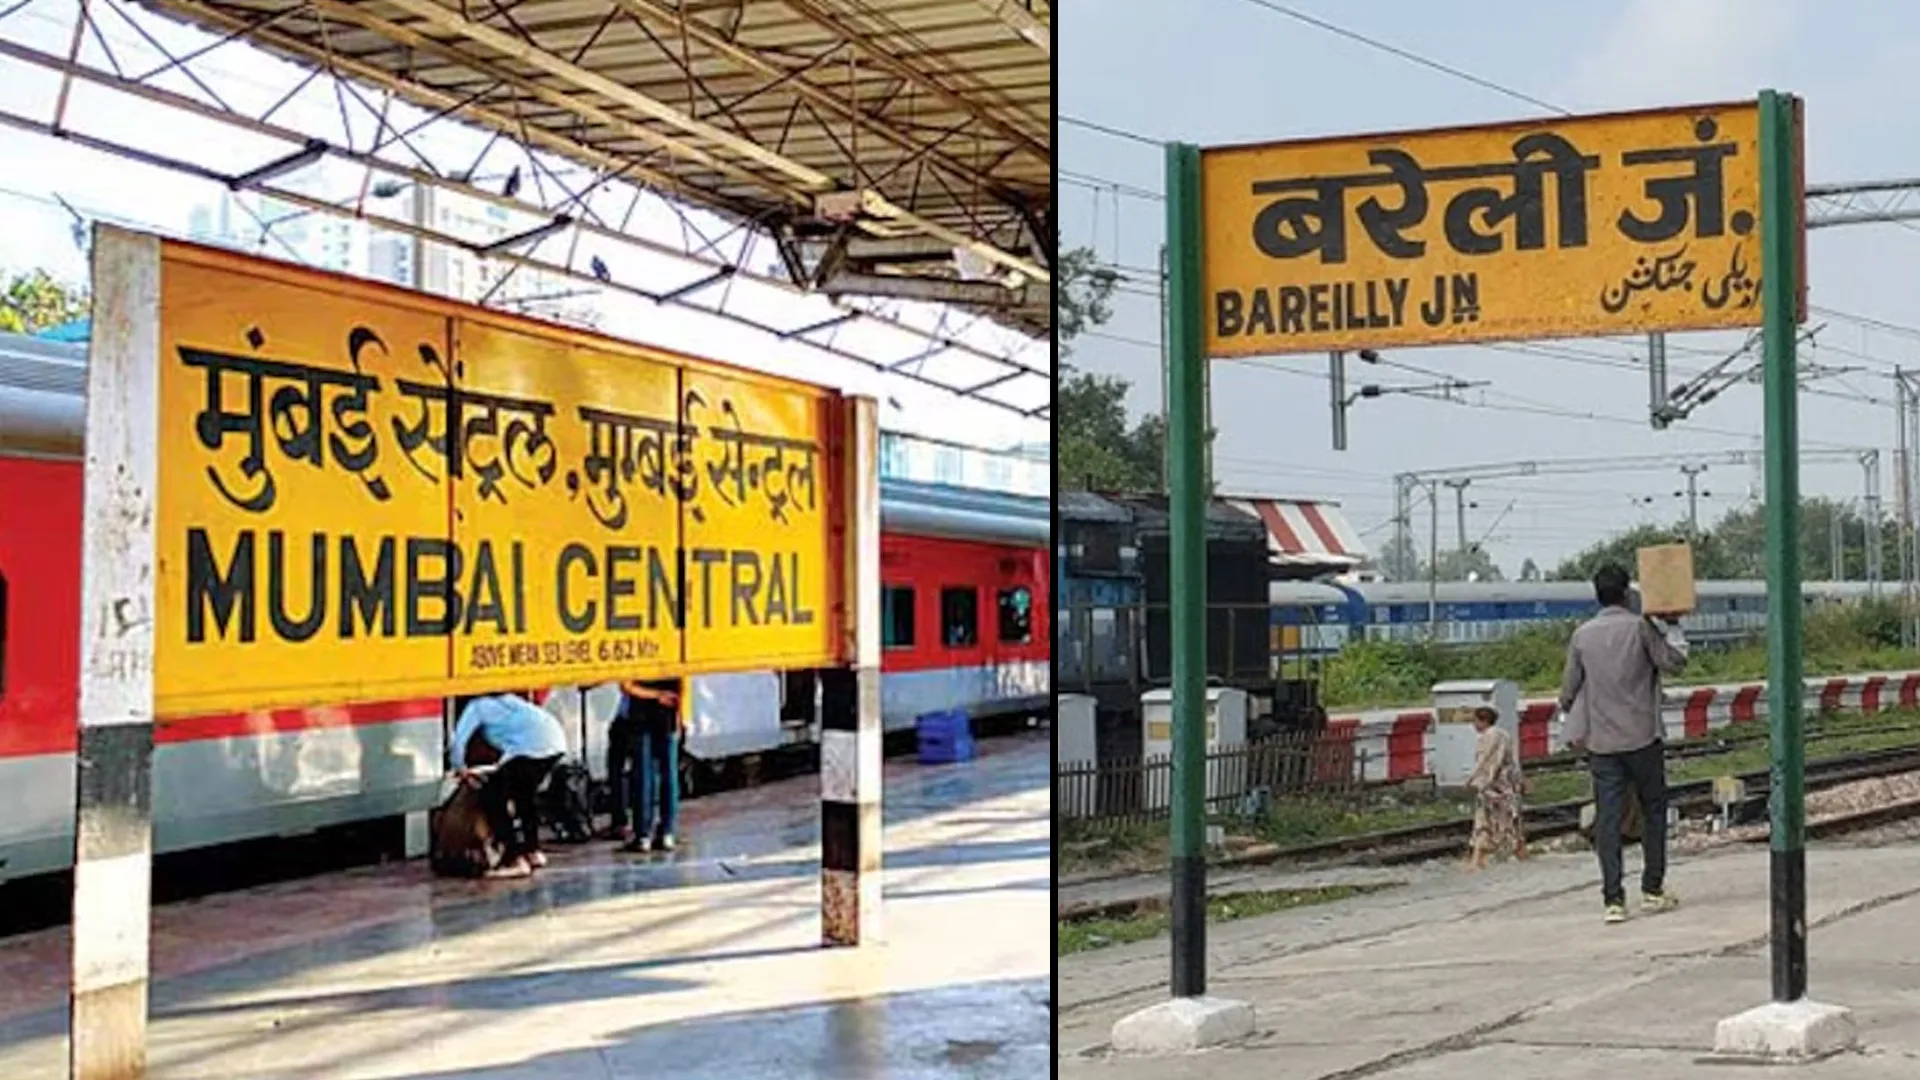 मुंबई सेंट्रल, मुम्बई सेन्ट्रल
MUMBAI CENTRAL
ABOVE MEAN SEA LEVEL 6.62 Mtr
बरेली जं.
BAREILLY JN
بریلی جنکشن